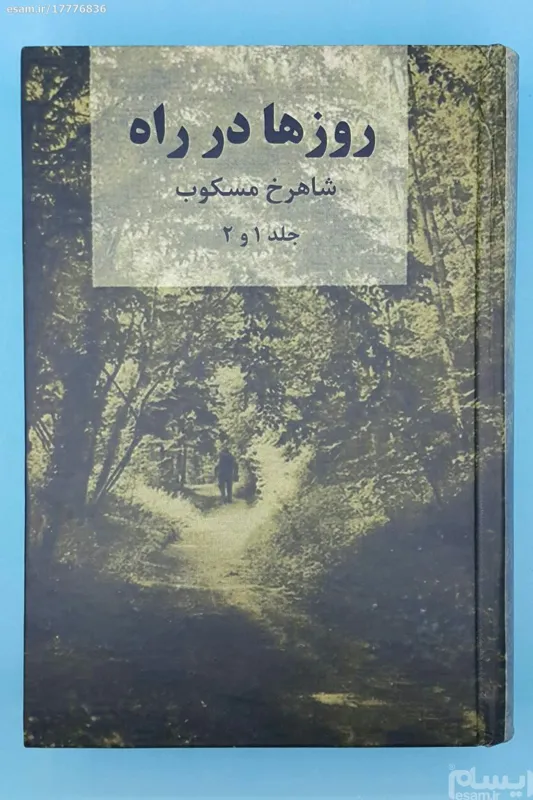 esam.ir/17776836
روزها در راه
شاهرخ مسکوب
جلد ۱ و ۲
ایسام
esam.ir